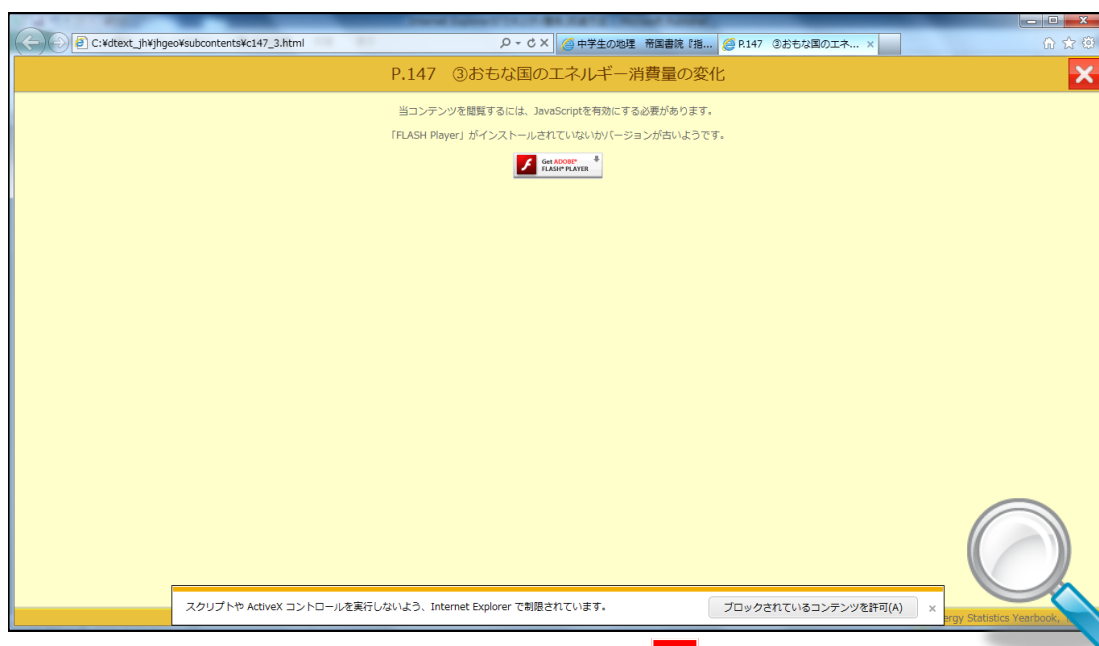 C:¥dtext_jh¥jhgeo¥subcontents¥c147_3.html
中学生の地理 帝国書院『指...
P.147 ③おもな国のエネ...
P.147 ③おもな国のエネルギー消費量の変化
当コンテンツを閲覧するには、JavaScriptを有効にする必要があります。
「FLASH Player」がインストールされていないかバージョンが古いようです。
Get ADOBE®
FLASH® PLAYER
スクリプトや ActiveX コントロールを実行しないよう、Internet Explorer で制限されています。
ブロックされているコンテンツを許可(A)
ergy Statistics Yearbook,